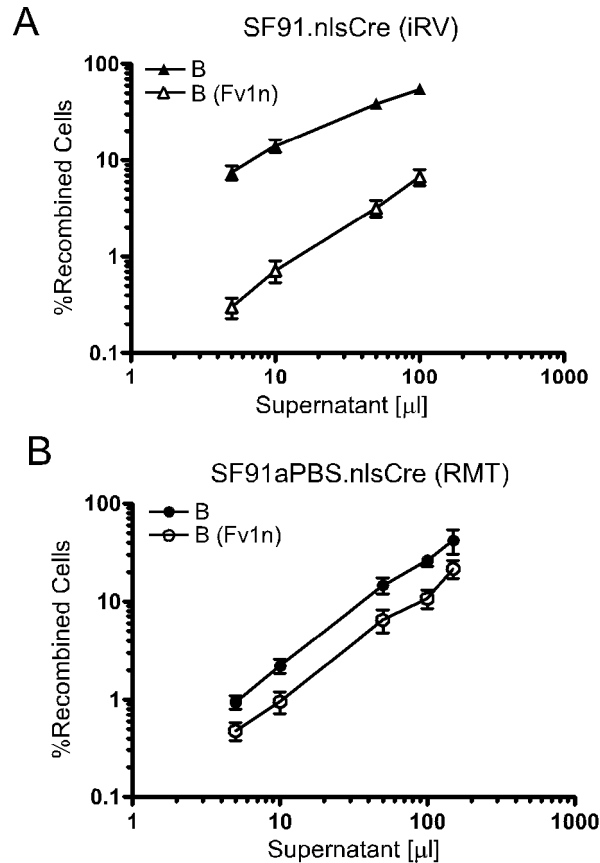 A
SF91.nlsCre (iRV)
B
B (Fv1n)
%Recombined Cells
100
10
1
0.1
1 10 100 1000
Supernatant [µl]
B
SF91aPBS.nlsCre (RMT)
B
B (Fv1n)
%Recombined Cells
100
10
1
0.1
1 10 100 1000
Supernatant [µl]